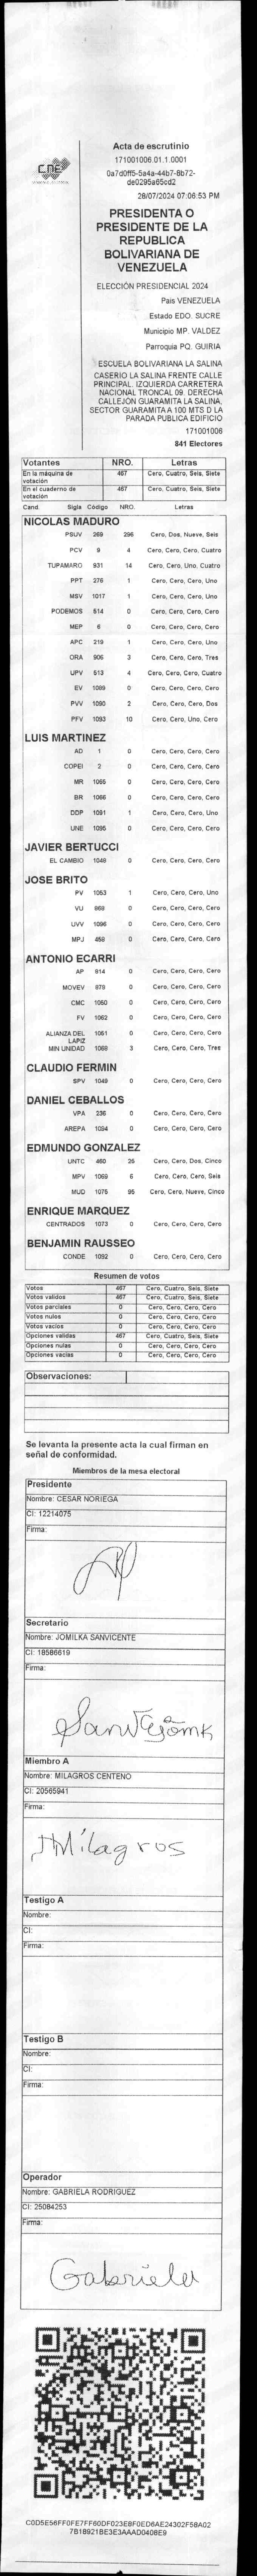 CNE
Acta de escrutinio
171001006.01.1.0001
0a7d0ff5-5a4a-44b7-8b72-
de0295a65cd2
28/07/2024 07:06:53 PM
PRESIDENTA O
PRESIDENTE DE LA
REPUBLICA
BOLIVARIANA DE
VENEZUELA
ELECCIÓN PRESIDENCIAL 2024
Pais VENEZUELA
Estado EDO. SUCRE
Municipio MP. VALDEZ
Parroquia PQ. GUIRIA
ESCUELA BOLIVARIANA LA SALINA
CASERIO LA SALINA FRENTE CALLE
PRINCIPAL. IZQUIERDA CARRETERA
NACIONAL TRONCAL 09. DERECHA
CALLEJÓN GUARAMITA LA SALINA,
SECTOR GUARAMITA A 100 MTS D LA
PARADA PUBLICA EDIFICIO
171001006
841 Electores
Votantes NRO. Letras
En la máquina de votación 467 Cero, Cuatro, Seis, Siete
En el cuaderno de votación 467 Cero, Cuatro, Seis, Siete
Cand. Sigla Código NRO. Letras
NICOLAS MADURO
PSUV 269 296 Cero, Dos, Nueve, Seis
PCV 9 4 Cero, Cero, Cero, Cuatro
TUPAMARO 931 14 Cero, Cero, Uno, Cuatro
PPT 276 1 Cero, Cero, Cero, Uno
MSV 1017 1 Cero, Cero, Cero, Uno
PODEMOS 514 0 Cero, Cero, Cero, Cero
MEP 6 0 Cero, Cero, Cero, Cero
APC 219 1 Cero, Cero, Cero, Uno
ORA 906 3 Cero, Cero, Cero, Tres
UPV 513 4 Cero, Cero, Cero, Cuatro
EV 1089 0 Cero, Cero, Cero, Cero
PVV 1090 2 Cero, Cero, Cero, Dos
PFV 1093 10 Cero, Cero, Uno, Cero
LUIS MARTINEZ
AD 1 0 Cero, Cero, Cero, Cero
COPEI 2 0 Cero, Cero, Cero, Cero
MR 1065 0 Cero, Cero, Cero, Cero
BR 1086 0 Cero, Cero, Cero, Cero
DDP 1091 1 Cero, Cero, Cero, Uno
UNE 1095 0 Cero, Cero, Cero, Cero
JAVIER BERTUCCI
EL CAMBIO 1048 0 Cero, Cero, Cero, Cero
JOSE BRITO
PV 1053 1 Cero, Cero, Cero, Uno
VU 868 0 Cero, Cero, Cero, Cero
UVV 1096 0 Cero, Cero, Cero, Cero
MPJ 458 0 Cero, Cero, Cero, Cero
ANTONIO ECARRI
AP 914 0 Cero, Cero, Cero, Cero
MOVEV 879 0 Cero, Cero, Cero, Cero
CMC 1050 0 Cero, Cero, Cero, Cero
FV 1062 0 Cero, Cero, Cero, Cero
ALIANZA DEL LAPIZ 1051 0 Cero, Cero, Cero, Cero
MIN UNIDAD 1068 3 Cero, Cero, Cero, Tres
CLAUDIO FERMIN
SPV 1049 0 Cero, Cero, Cero, Cero
DANIEL CEBALLOS
VPA 236 0 Cero, Cero, Cero, Cero
AREPA 1094 0 Cero, Cero, Cero, Cero
EDMUNDO GONZALEZ
UNTC 460 Cero, Cero, Dos, Cinco
MPV 1069 6 Cero, Cero, Cero, Seis
MUD 1075 95 Cero, Cero, Nueve, Cinco
ENRIQUE MARQUEZ
CENTRADOS 1073 0 Cero, Cero, Cero, Cero
BENJAMIN RAUSSEO
CONDE 1092 0 Cero, Cero, Cero, Cero
Resumen de votos
Votos 467 Cero, Cuatro, Seis, Siete
Votos validos 467 Cero, Cuatro, Seis, Siete
Votos parciales 0 Cero, Cero, Cero, Cero
Votos nulos 0 Cero, Cero, Cero, Cero
Votos vacios 0 Cero, Cero, Cero, Cero
Opciones validas 467 Cero, Cuatro, Seis, Siete
Opciones nulas 0 Cero, Cero, Cero, Cero
Opciones vacias 0 Cero, Cero, Cero, Cero
Observaciones:
Se levanta la presente acta la cual firman en
señal de conformidad.
Miembros de la mesa electoral
Presidente
Nombre: CESAR NORIEGA
CI: 12214075
Firma:
Secretario
Nombre: JOMILKA SANVICENTE
CI: 18586619
Firma:
Miembro A
Nombre: MILAGROS CENTENO
CI: 20565941
Firma:
Milagros
Testigo A
Nombre:
CI:
Firma:
Testigo B
Nombre:
CI:
Firma:
Operador
Nombre: GABRIELA RODRIGUEZ
CI: 25084253
Firma:
Gabriela
C0D5E56FF0FE7FF60DF023EBF0ED6AE24302F58A02
7B18921BE3E3AAAD0408E9